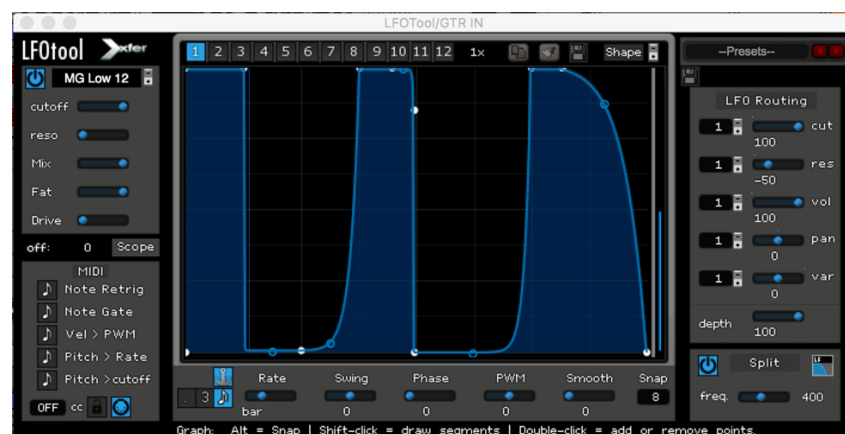 LFOTool/GTR IN
LFOtool xfer
MG Low 12
cutoff
reso
Mix
Fat
Drive
off: 0 Scope
MIDI
Note Retrig
Note Gate
Vel > PWM
Pitch > Rate
Pitch >cutoff
OFF cc
1 2 3 4 5 6 7 8 9 10 11 12 1x Shape
. 3 Rate Swing Phase PWM Smooth Snap
bar 0 0 0 0 8
Graph: Alt = Snap | Shift-click = draw segments | Double-click = add or remove points.
--Presets--
LFO Routing
1 cut
100
1 res
-50
1 vol
100
1 pan
0
1 var
0
depth
100
Split LF
freq. 400